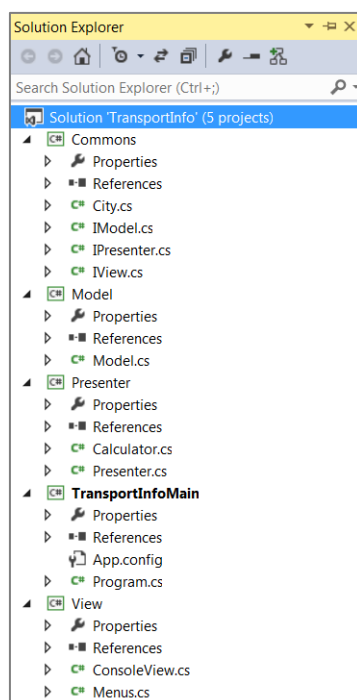 Solution Explorer
Search Solution Explorer (Ctrl+;)
Solution 'TransportInfo' (5 projects)
C# Commons
Properties
References
C# City.cs
C# IModel.cs
C# IPresenter.cs
C# IView.cs
C# Model
Properties
References
C# Model.cs
C# Presenter
Properties
References
C# Calculator.cs
C# Presenter.cs
C# TransportInfoMain
Properties
References
App.config
C# Program.cs
C# View
Properties
References
C# ConsoleView.cs
C# Menus.cs